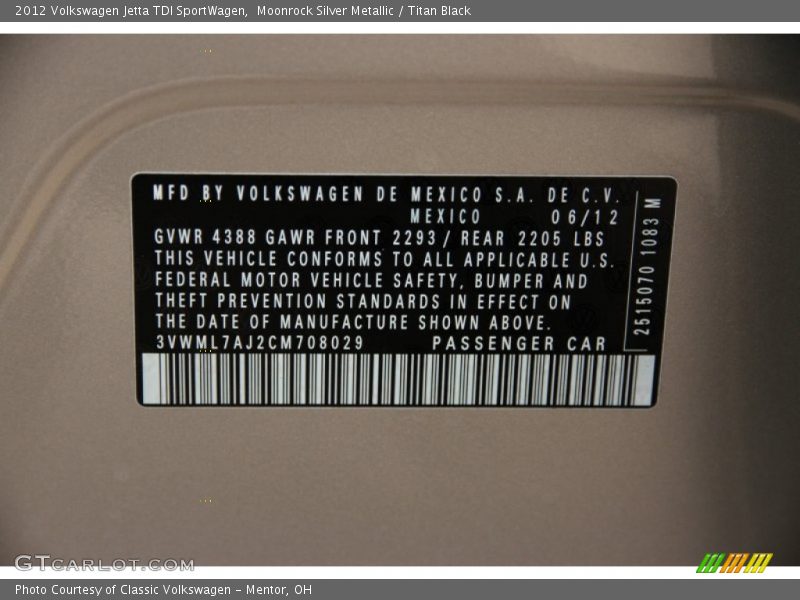 2012 Volkswagen Jetta TDI SportWagen,  Moonrock Silver Metallic / Titan Black
MFD BY VOLKSWAGEN DE MEXICO S.A. DE C.V.
MEXICO 06/12
GVWR 4388 GAWR FRONT 2293/ REAR 2205 LBS
THIS VEHICLE CONFORMS TO ALL APPLICABLE U.S.
FEDERAL MOTOR VEHICLE SAFETY, BUMPER AND
THEFT PREVENTION STANDARDS IN EFFECT ON
THE DATE OF MANUFACTURE SHOWN ABOVE.
3VWML7AJ2CM708029 PASSENGER CAR
2515070 1083 M
GTCARLOT.COM
Photo Courtesy of Classic Volkswagen - Mentor, OH